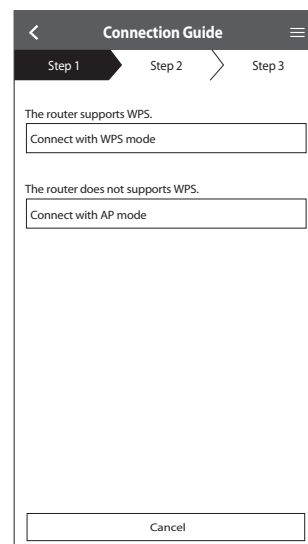 Connection Guide
Step 1 Step 2 Step 3
The router supports WPS.
Connect with WPS mode
The router does not supports WPS.
Connect with AP mode
Cancel